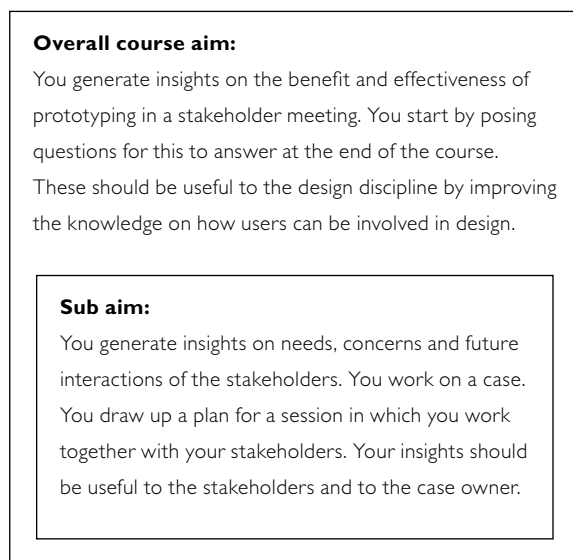 Overall course aim:
You generate insights on the benefit and effectiveness of
prototyping in a stakeholder meeting. You start by posing
questions for this to answer at the end of the course.
These should be useful to the design discipline by improving
the knowledge on how users can be involved in design.
Sub aim:
You generate insights on needs, concerns and future
interactions of the stakeholders. You work on a case.
You draw up a plan for a session in which you work
together with your stakeholders. Your insights should
be useful to the stakeholders and to the case owner.